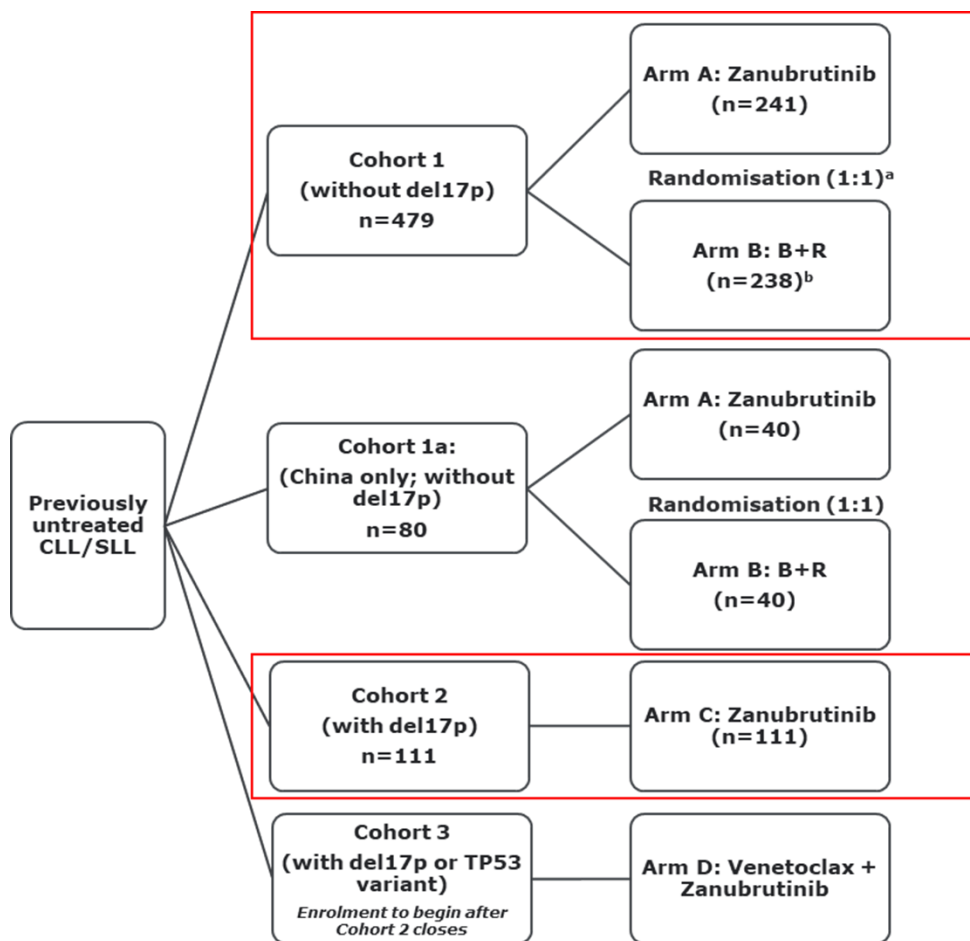 Previously
untreated
CLL/SLL
Cohort 1
(without del17p)
n=479
Arm A: Zanubrutinib
(n=241)
Randomisation (1:1)ᵃ
Arm B: B+R
(n=238)ᵇ
Cohort 1a:
(China only; without
del17p)
n=80
Arm A: Zanubrutinib
(n=40)
Randomisation (1:1)
Arm B: B+R
(n=40)
Cohort 2
(with del17p)
n=111
Arm C: Zanubrutinib
(n=111)
Cohort 3
(with del17p or TP53
variant)
Enrolment to begin after
Cohort 2 closes
Arm D: Venetoclax +
Zanubrutinib